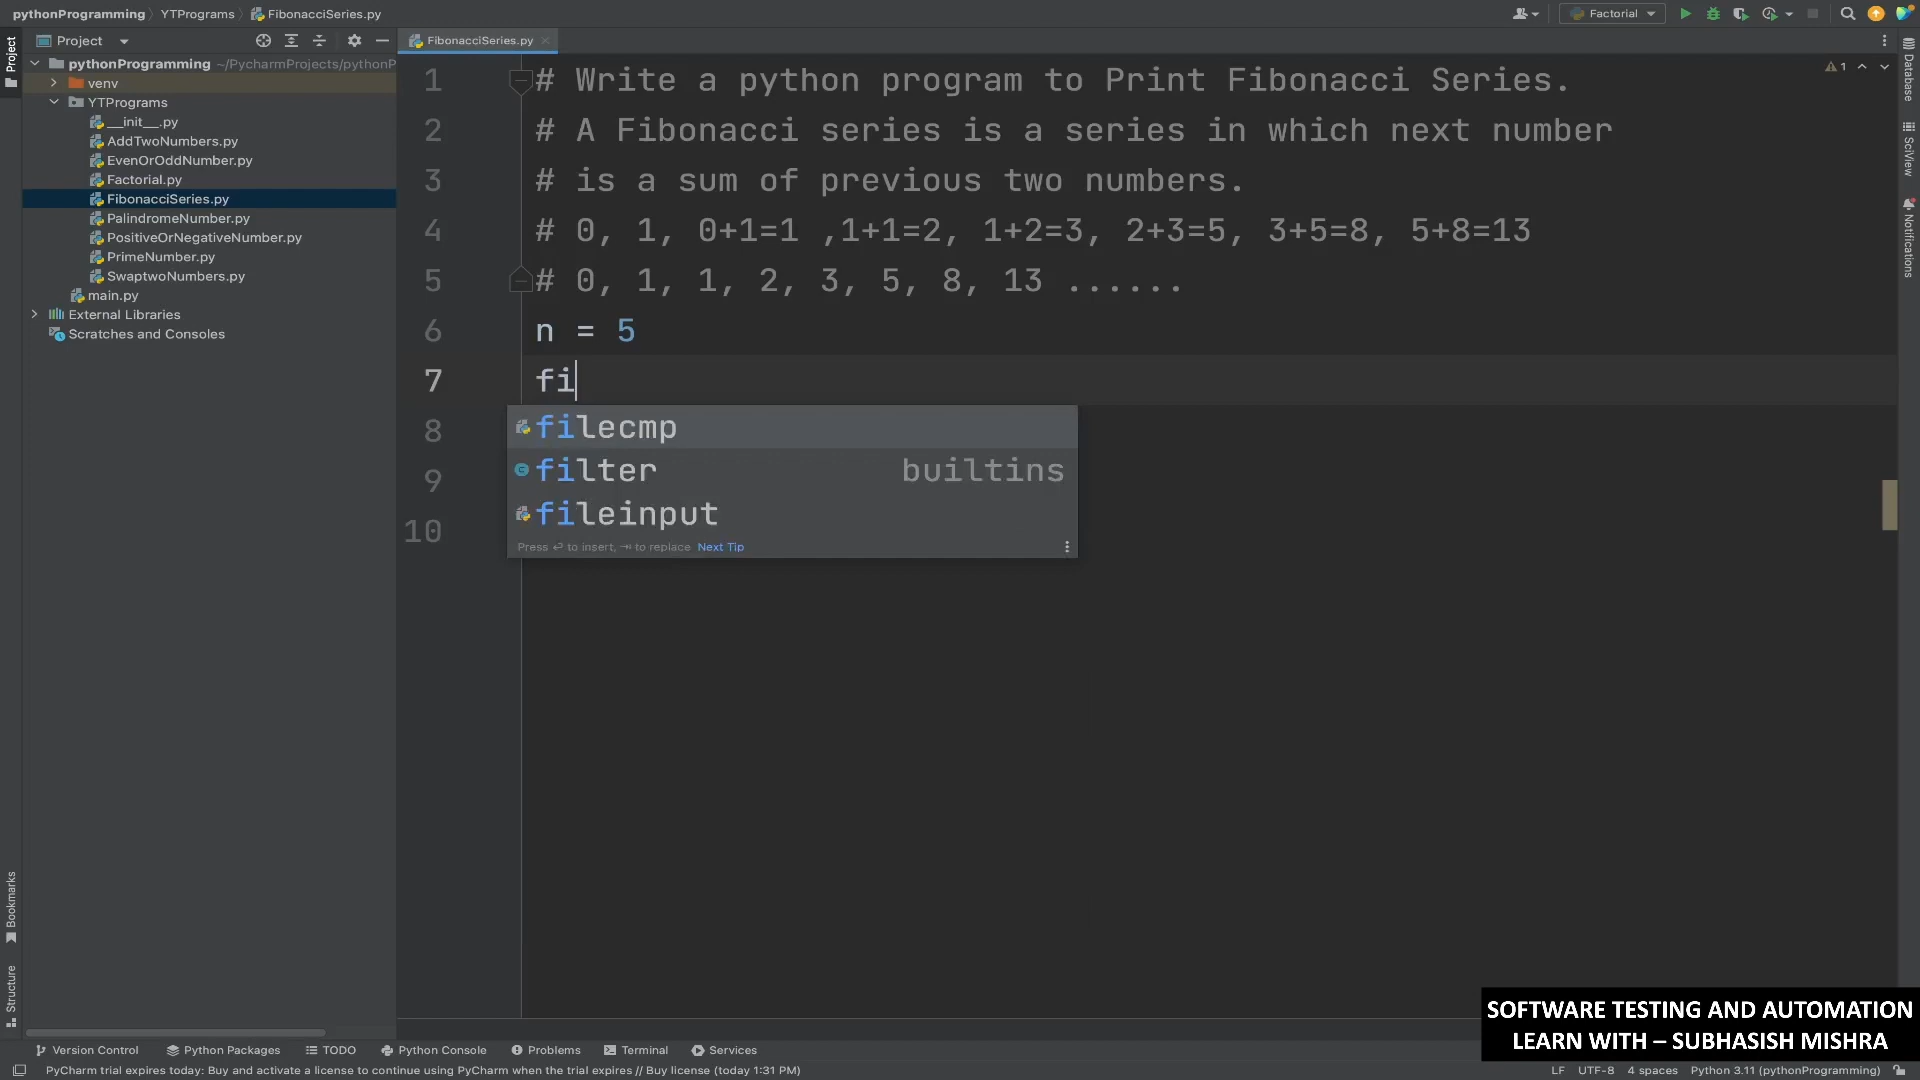 pythonProgramming YTPrograms FibonacciSeries.py Factorial
Project
FibonacciSeries.py
Project
pythonProgramming ~/PycharmProjects/pythonP
venv
YTPrograms
__init__.py
AddTwoNumbers.py
EvenOrOddNumber.py
Factorial.py
FibonacciSeries.py
PalindromeNumber.py
PositiveOrNegativeNumber.py
PrimeNumber.py
SwaptwoNumbers.py
main.py
External Libraries
Scratches and Consoles
Bookmarks
Structure
1 # Write a python program to Print Fibonacci Series.
2 # A Fibonacci series is a series in which next number
3 # is a sum of previous two numbers.
4 # 0, 1, 0+1=1 ,1+1=2, 1+2=3, 2+3=5, 3+5=8, 5+8=13
5 # 0, 1, 1, 2, 3, 5, 8, 13 ......
6 n = 5
7 fi
8
9
10
filecmp
filter builtins
fileinput
Press ↵ to insert, ⇥ to replace Next Tip
1
Database
SciView
Notifications
SOFTWARE TESTING AND AUTOMATION
LEARN WITH – SUBHASISH MISHRA
Version Control Python Packages TODO Python Console Problems Terminal Services
PyCharm trial expires today: Buy and activate a license to continue using PyCharm when the trial expires // Buy license (today 1:31 PM) LF UTF-8 4 spaces Python 3.11 (pythonProgramming)